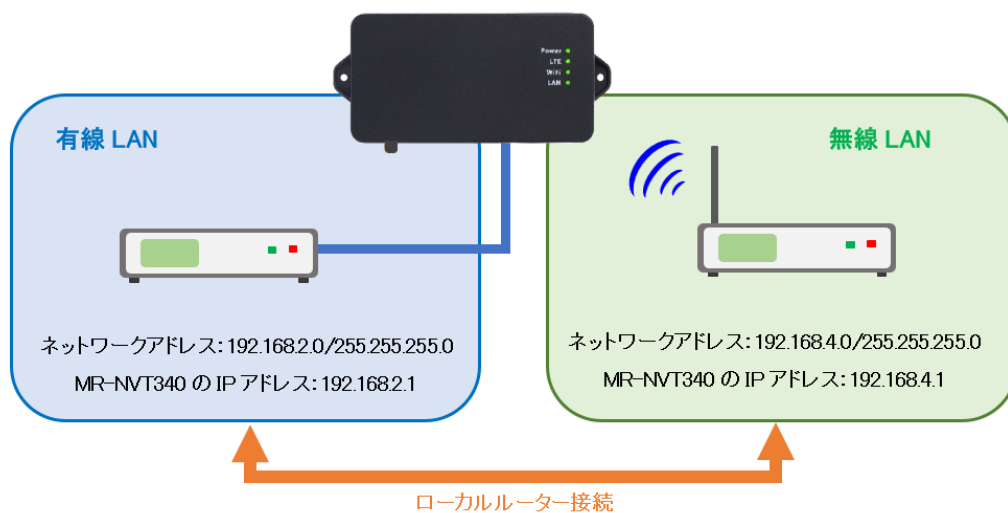 Power
LTE
WiFi
LAN
有線 LAN
無線 LAN
ネットワークアドレス：192.168.2.0/255.255.255.0
MR-NVT340 の IP アドレス：192.168.2.1
ネットワークアドレス：192.168.4.0/255.255.255.0
MR-NVT340 の IP アドレス：192.168.4.1
ローカルルーター接続